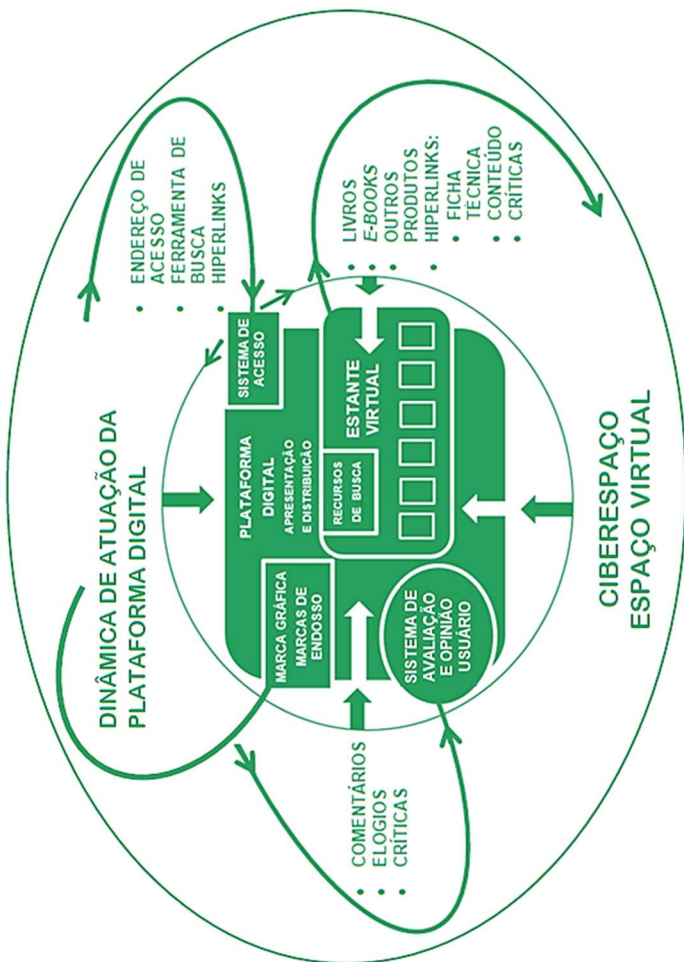 DINÂMICA DE ATUAÇÃO DA
PLATAFORMA DIGITAL
• ENDEREÇO DE
ACESSO
• FERRAMENTA DE
BUSCA
• HIPERLINKS
MARCA GRÁFICA
MARCAS DE
ENDOSSO
PLATAFORMA
DIGITAL
APRESENTAÇÃO
E DISTRIBUIÇÃO
SISTEMA DE
ACESSO
• COMENTÁRIOS
• ELOGIOS
• CRÍTICAS
RECURSOS
DE BUSCA
ESTANTE
VIRTUAL
• LIVROS
• E-BOOKS
• OUTROS
PRODUTOS
• HIPERLINKS:
• FICHA
TÉCNICA
• CONTEÚDO
• CRÍTICAS
SISTEMA DE
AVALIAÇÃO
E OPINIÃO
USUÁRIO
CIBERESPAÇO
ESPAÇO VIRTUAL